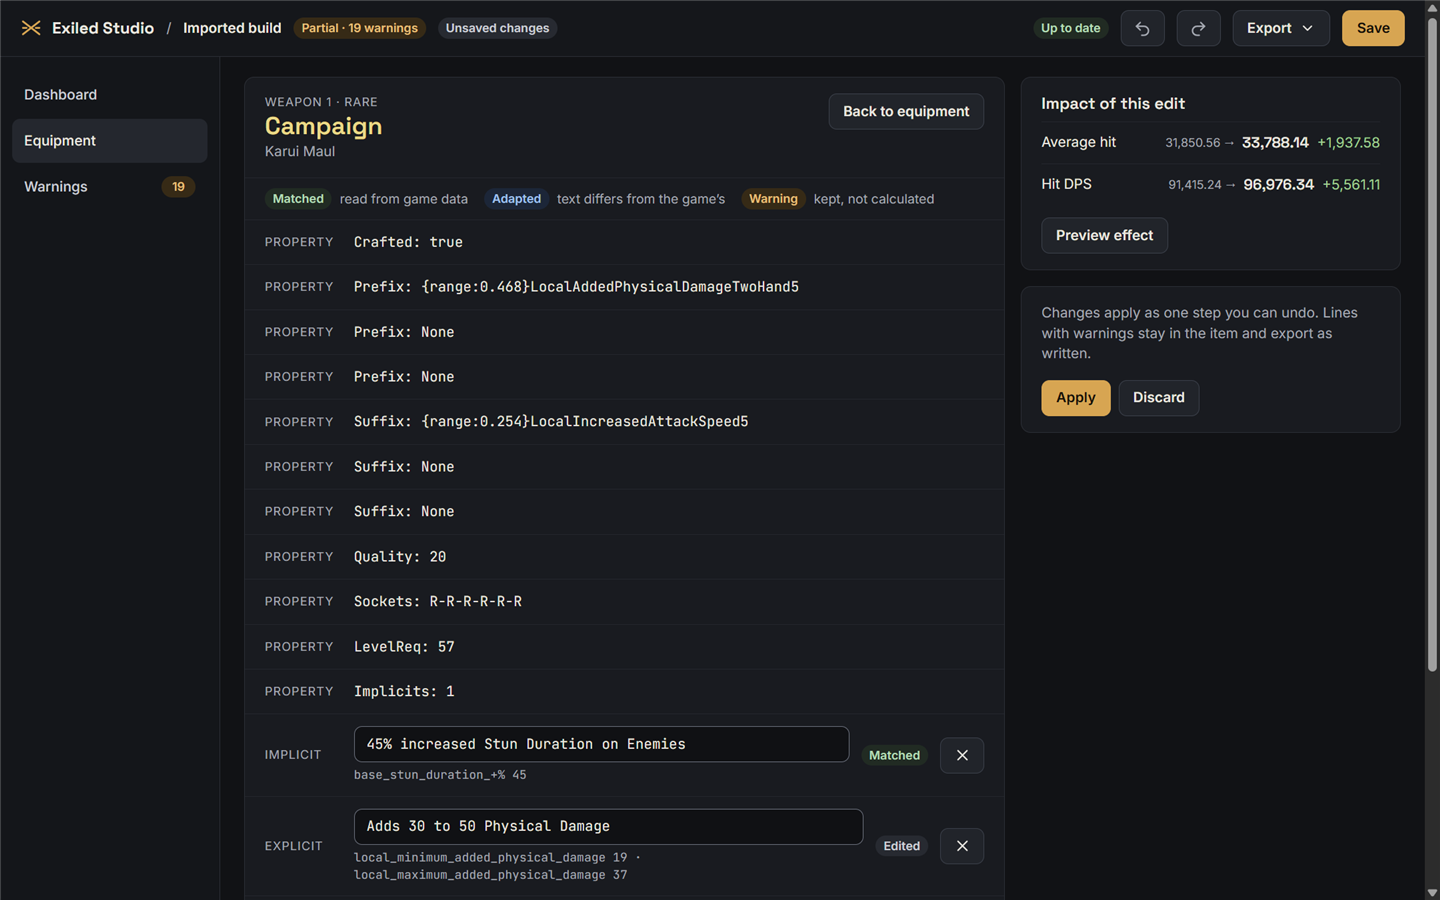 Exiled Studio / Imported build Partial · 19 warnings Unsaved changes Up to date Export Save
Dashboard
Equipment
Warnings 19
WEAPON 1 · RARE
Campaign
Karui Maul
Back to equipment
Matched read from game data Adapted text differs from the game’s Warning kept, not calculated
PROPERTY Crafted: true
PROPERTY Prefix: {range:0.468}LocalAddedPhysicalDamageTwoHand5
PROPERTY Prefix: None
PROPERTY Prefix: None
PROPERTY Suffix: {range:0.254}LocalIncreasedAttackSpeed5
PROPERTY Suffix: None
PROPERTY Suffix: None
PROPERTY Quality: 20
PROPERTY Sockets: R-R-R-R-R-R
PROPERTY LevelReq: 57
PROPERTY Implicits: 1
IMPLICIT 45% increased Stun Duration on Enemies Matched
base_stun_duration_+% 45
EXPLICIT Adds 30 to 50 Physical Damage Edited
local_minimum_added_physical_damage 19 ·
local_maximum_added_physical_damage 37
Impact of this edit
Average hit 31,850.56 → 33,788.14 +1,937.58
Hit DPS 91,415.24 → 96,976.34 +5,561.11
Preview effect
Changes apply as one step you can undo. Lines
with warnings stay in the item and export as
written.
Apply Discard